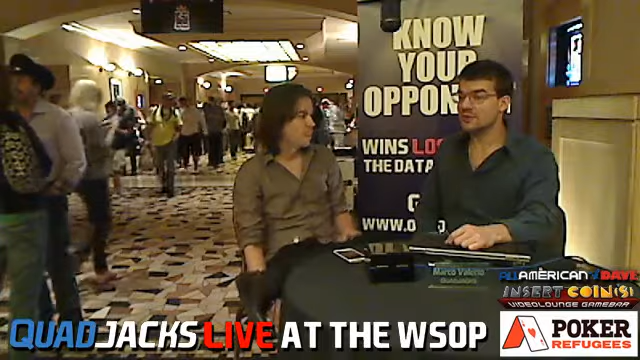 KNOW
YOUR
OPPON
WINS LOS
THE DATA
WWW.O
Marco Valerio
ALL AMERICAN DAVE
INSERT COIN(S)
VIDEOLOUNGE GAMEBAR
QUADJACKS LIVE AT THE WSOP
POKER
REFUGEES